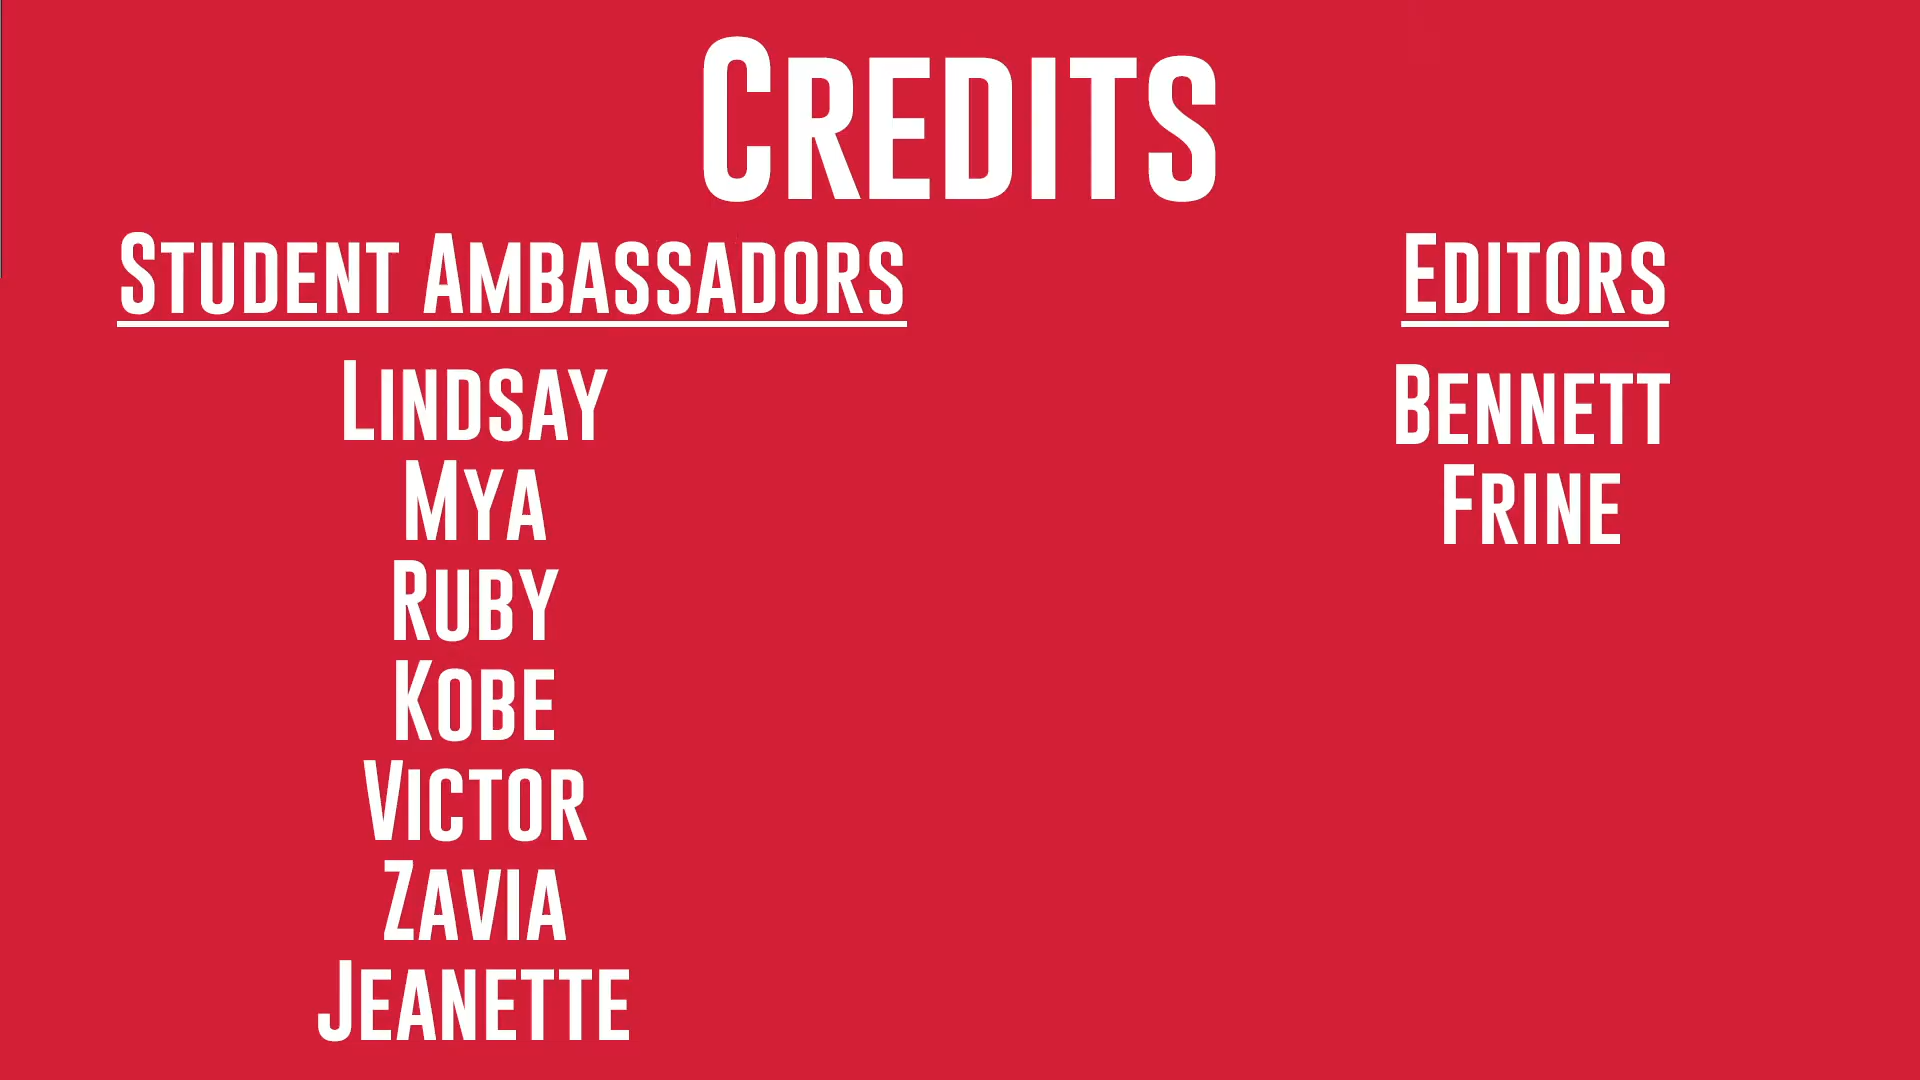 Credits
Student Ambassadors
Lindsay
Mya
Ruby
Kobe
Victor
Zavia
Jeanette
Editors
Bennett
Frine